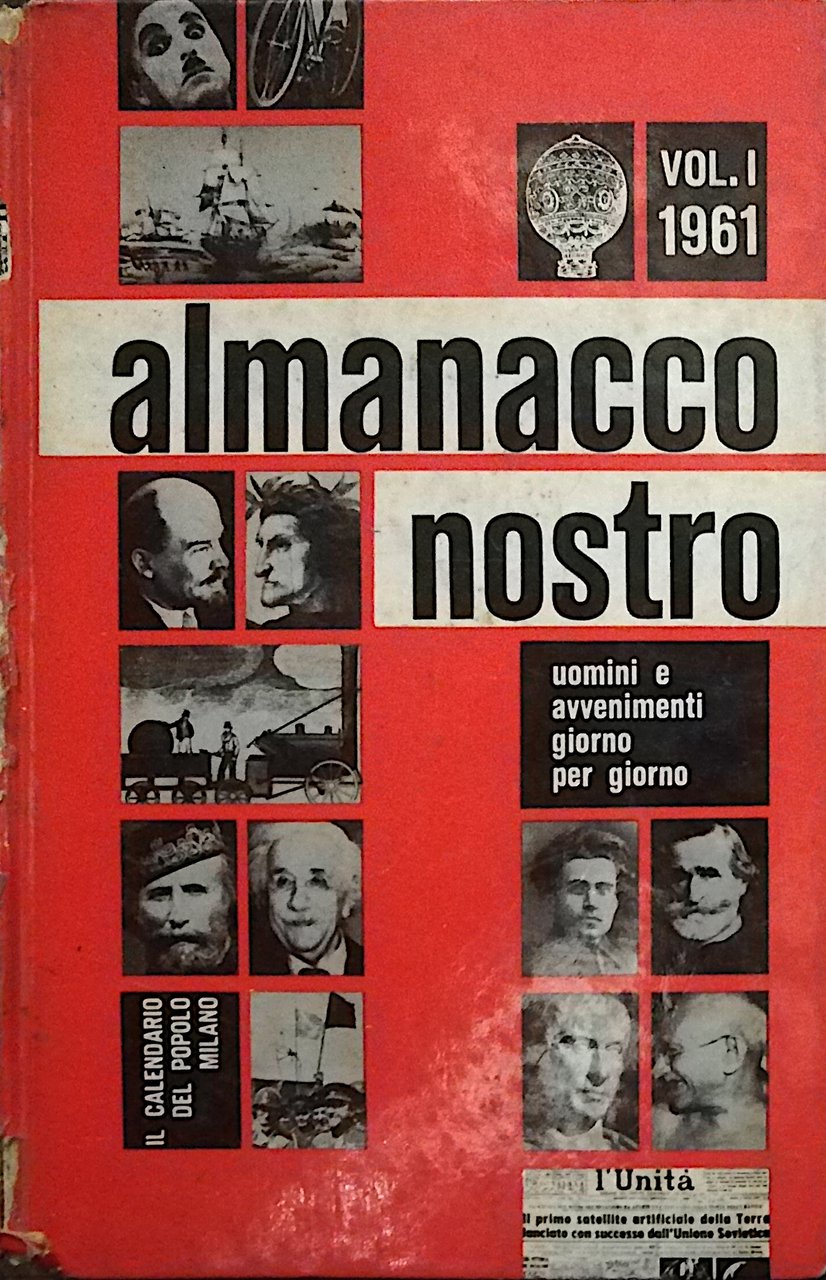 VOL. I
1961
almanacco
nostro
uomini e
avvenimenti
giorno
per giorno
IL CALENDARIO
DEL POPOLO
MILANO
l'Unità
Il primo satellite artificiale della Terra
lanciato con successo dall'Unione Sovietica